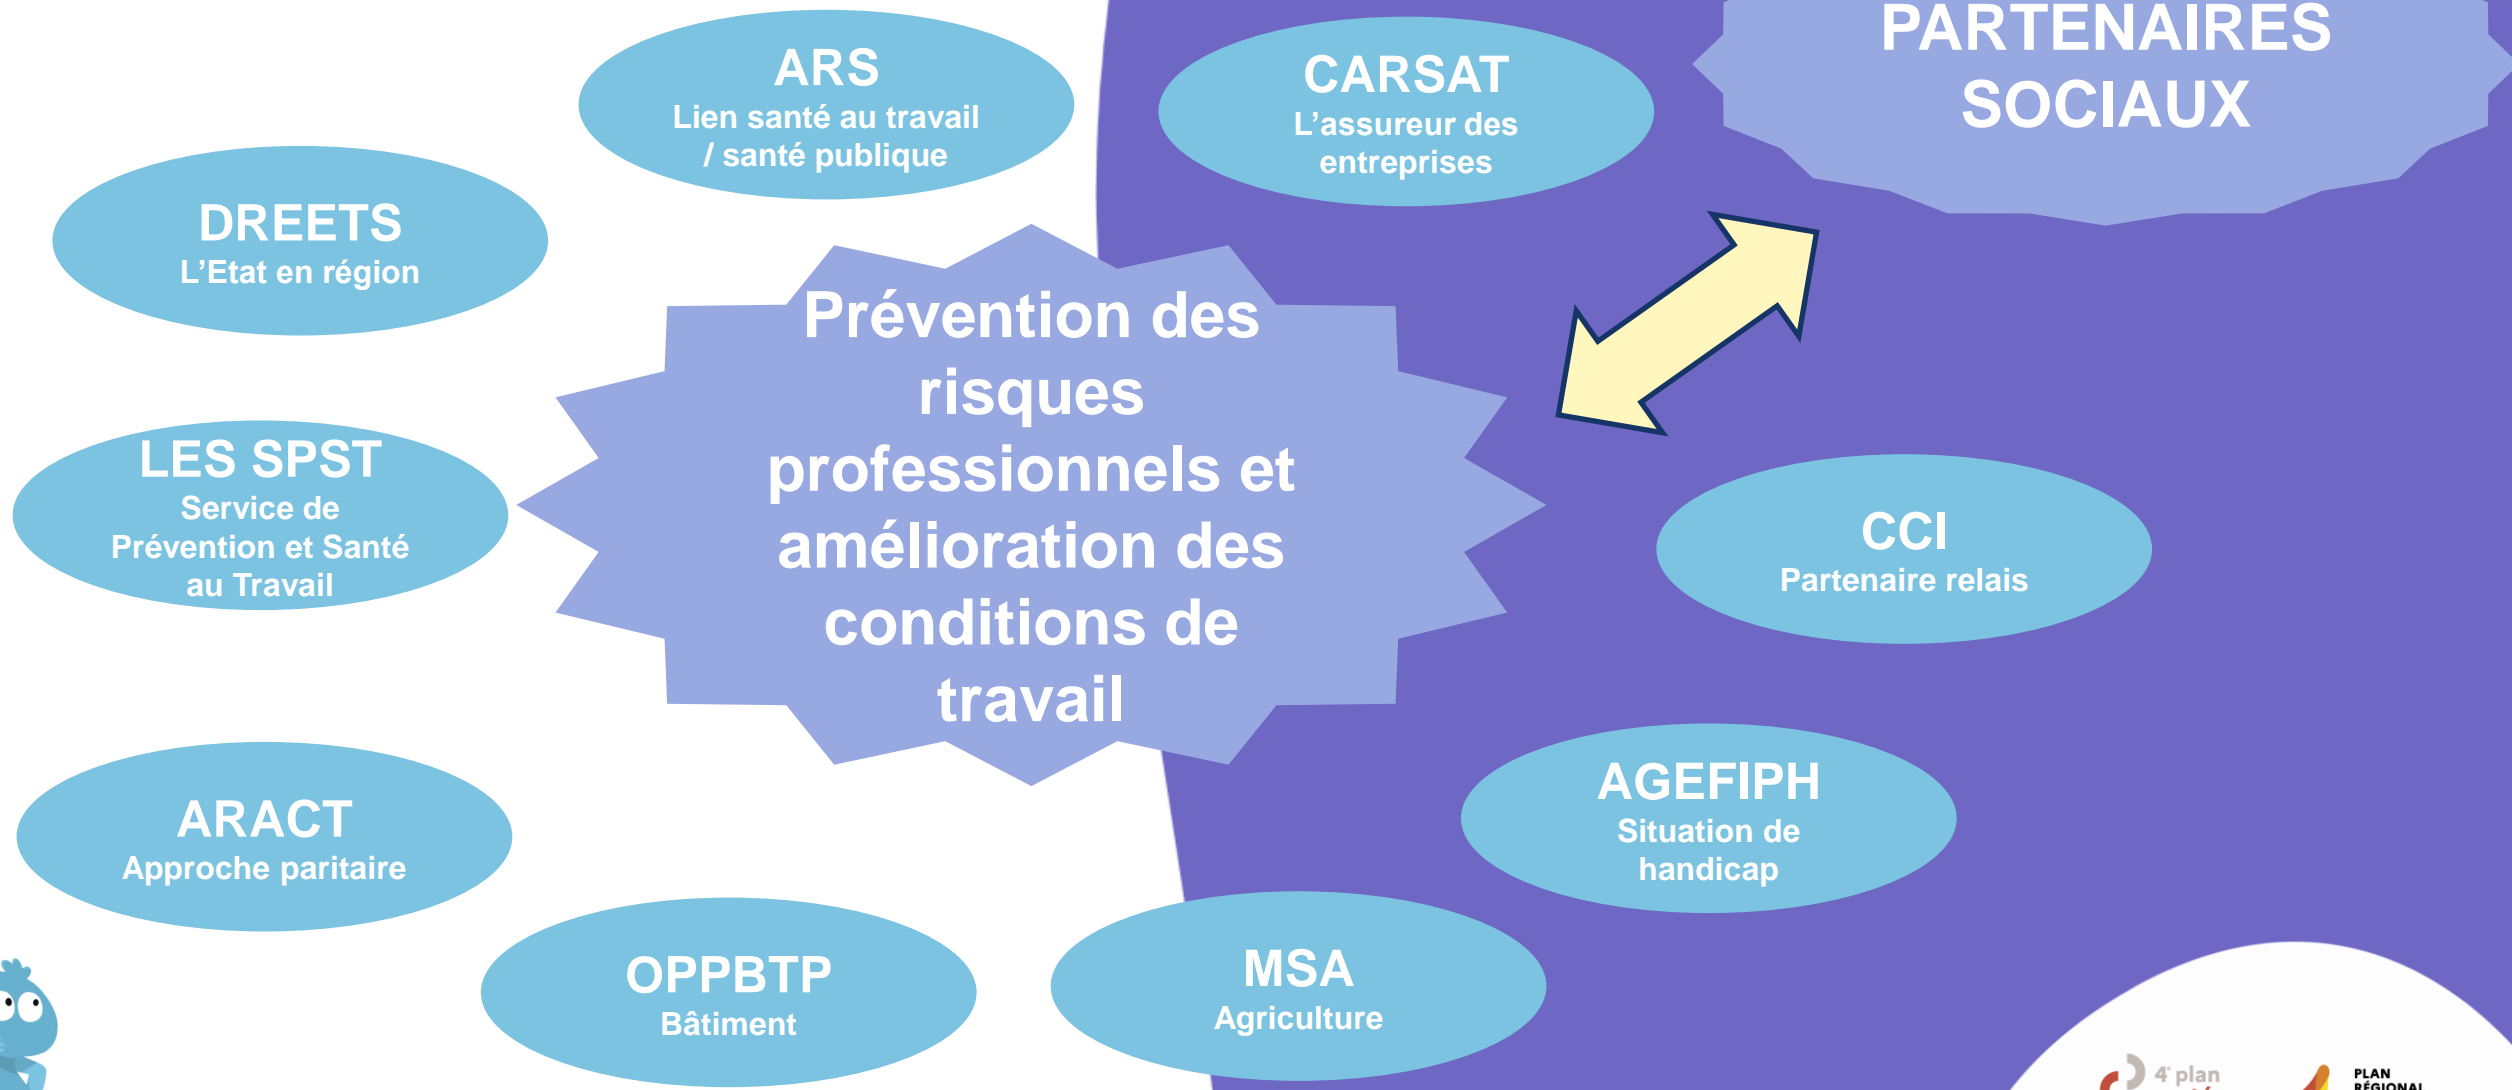 PARTENAIRES
SOCIAUX
ARS
Lien santé au travail
/ santé publique
CARSAT
L'assureur des
entreprises
DREETS
L'Etat en région
Prévention des
risques
professionnels et
amélioration des
conditions de
travail
LES SPST
Service de
Prévention et Santé
au Travail
CCI
Partenaire relais
AGEFIPH
Situation de
handicap
ARACT
Approche paritaire
OPPBTP
Bâtiment
MSA
Agriculture
4e plan
PLAN
RÉGIONAL